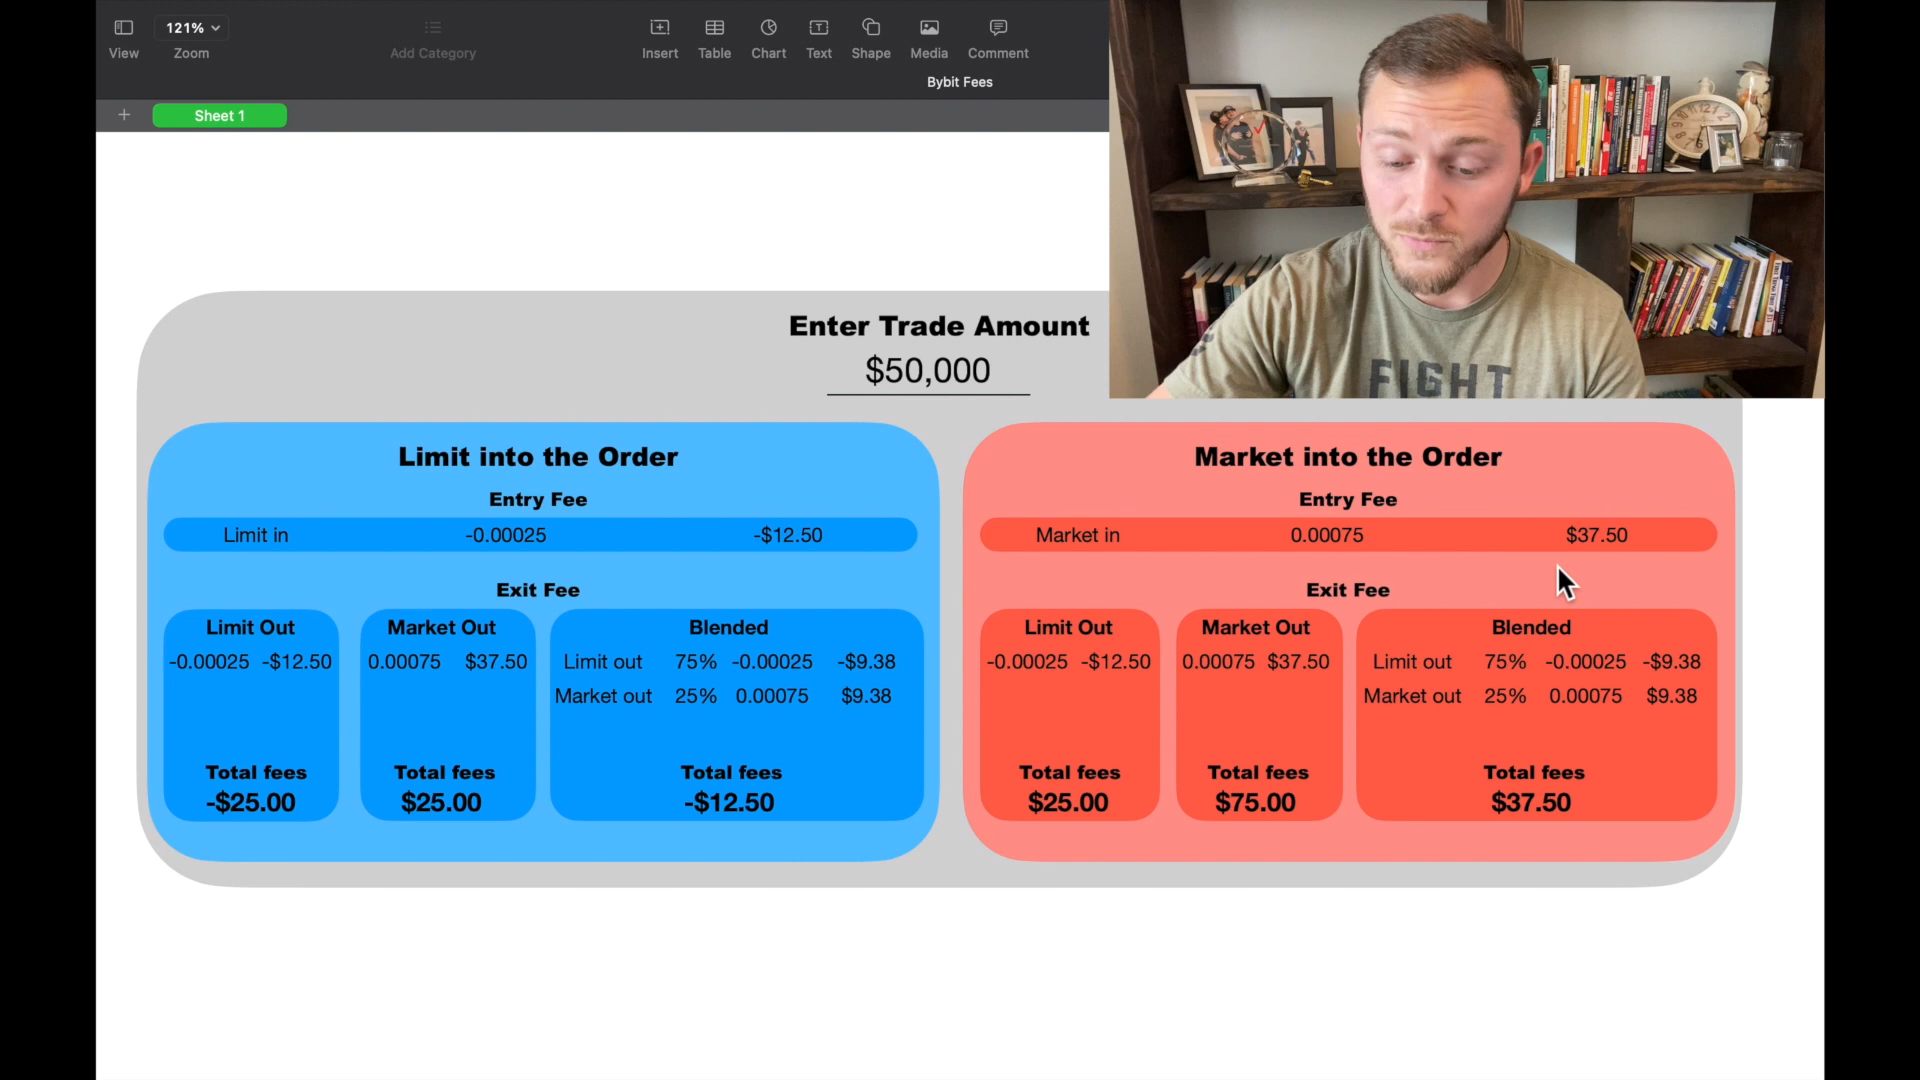 121%
View
Zoom
Add Category
Insert
Table
Chart
Text
Shape
Media
Comment
Bybit Fees
+ Sheet 1
Enter Trade Amount
$50,000
FIGHT
Limit into the Order
Entry Fee
Limit in -0.00025 -$12.50
Exit Fee
Limit Out
-0.00025 -$12.50
Total fees
-$25.00
Market Out
0.00075 $37.50
Total fees
$25.00
Blended
Limit out 75% -0.00025 -$9.38
Market out 25% 0.00075 $9.38
Total fees
-$12.50
Market into the Order
Entry Fee
Market in 0.00075 $37.50
Exit Fee
Limit Out
-0.00025 -$12.50
Total fees
$25.00
Market Out
0.00075 $37.50
Total fees
$75.00
Blended
Limit out 75% -0.00025 -$9.38
Market out 25% 0.00075 $9.38
Total fees
$37.50